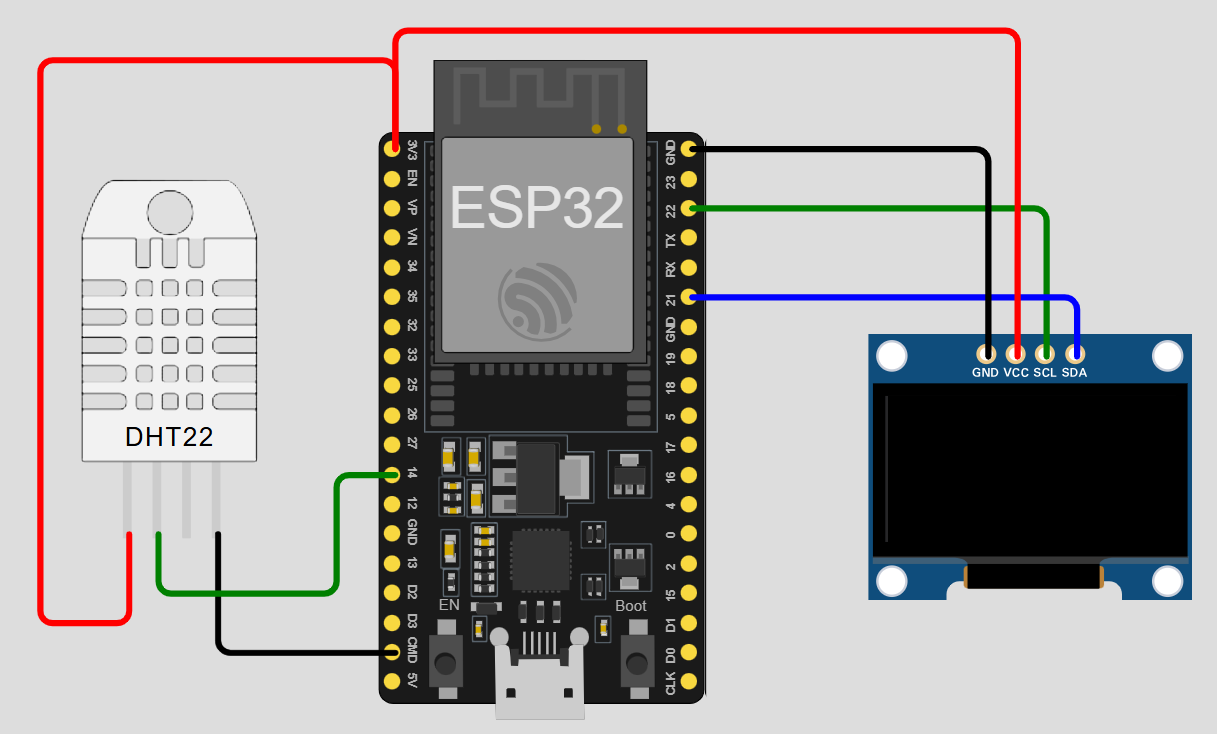 DHT22
3V3
EN
VP
VN
34
35
32
33
25
26
27
14
12
GND
13
D2
D3
CMD
5V
ESP32
EN
Boot
GND
23
22
TX
RX
21
GND
19
18
5
17
16
4
0
2
15
D1
D0
CLK
GND VCC SCL SDA